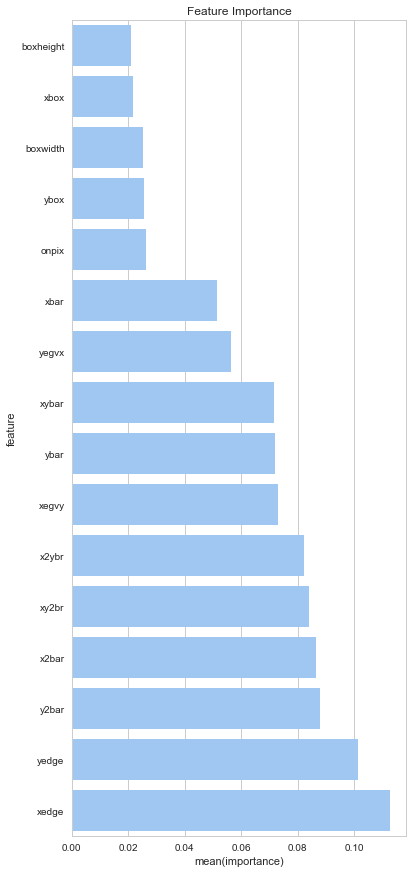 Feature Importance
boxheight
xbox
boxwidth
ybox
onpix
xbar
yegvx
xybar
ybar
xegvy
x2ybr
xy2br
x2bar
y2bar
yedge
xedge
feature
0.00 0.02 0.04 0.06 0.08 0.10
mean(importance)